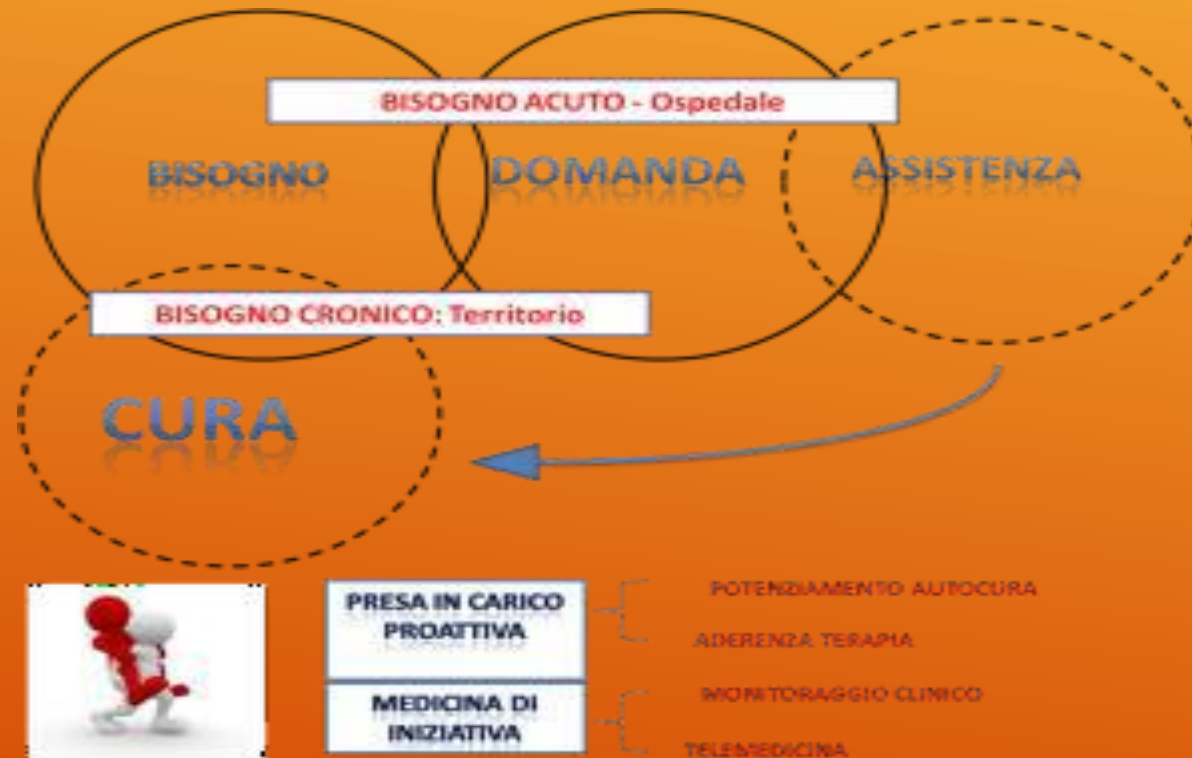 BISOGNO ACUTO - Ospedale
BISOGNO
DOMANDA
ASSISTENZA
BISOGNO CRONICO: Territorio
CURA
PRESA IN CARICO
PROATTIVA
POTENZIAMENTO AUTOCURA
ADERENZA TERAPIA
MEDICINA DI
INIZIATIVA
MONITORAGGIO CLINICO
TELEMEDICINA